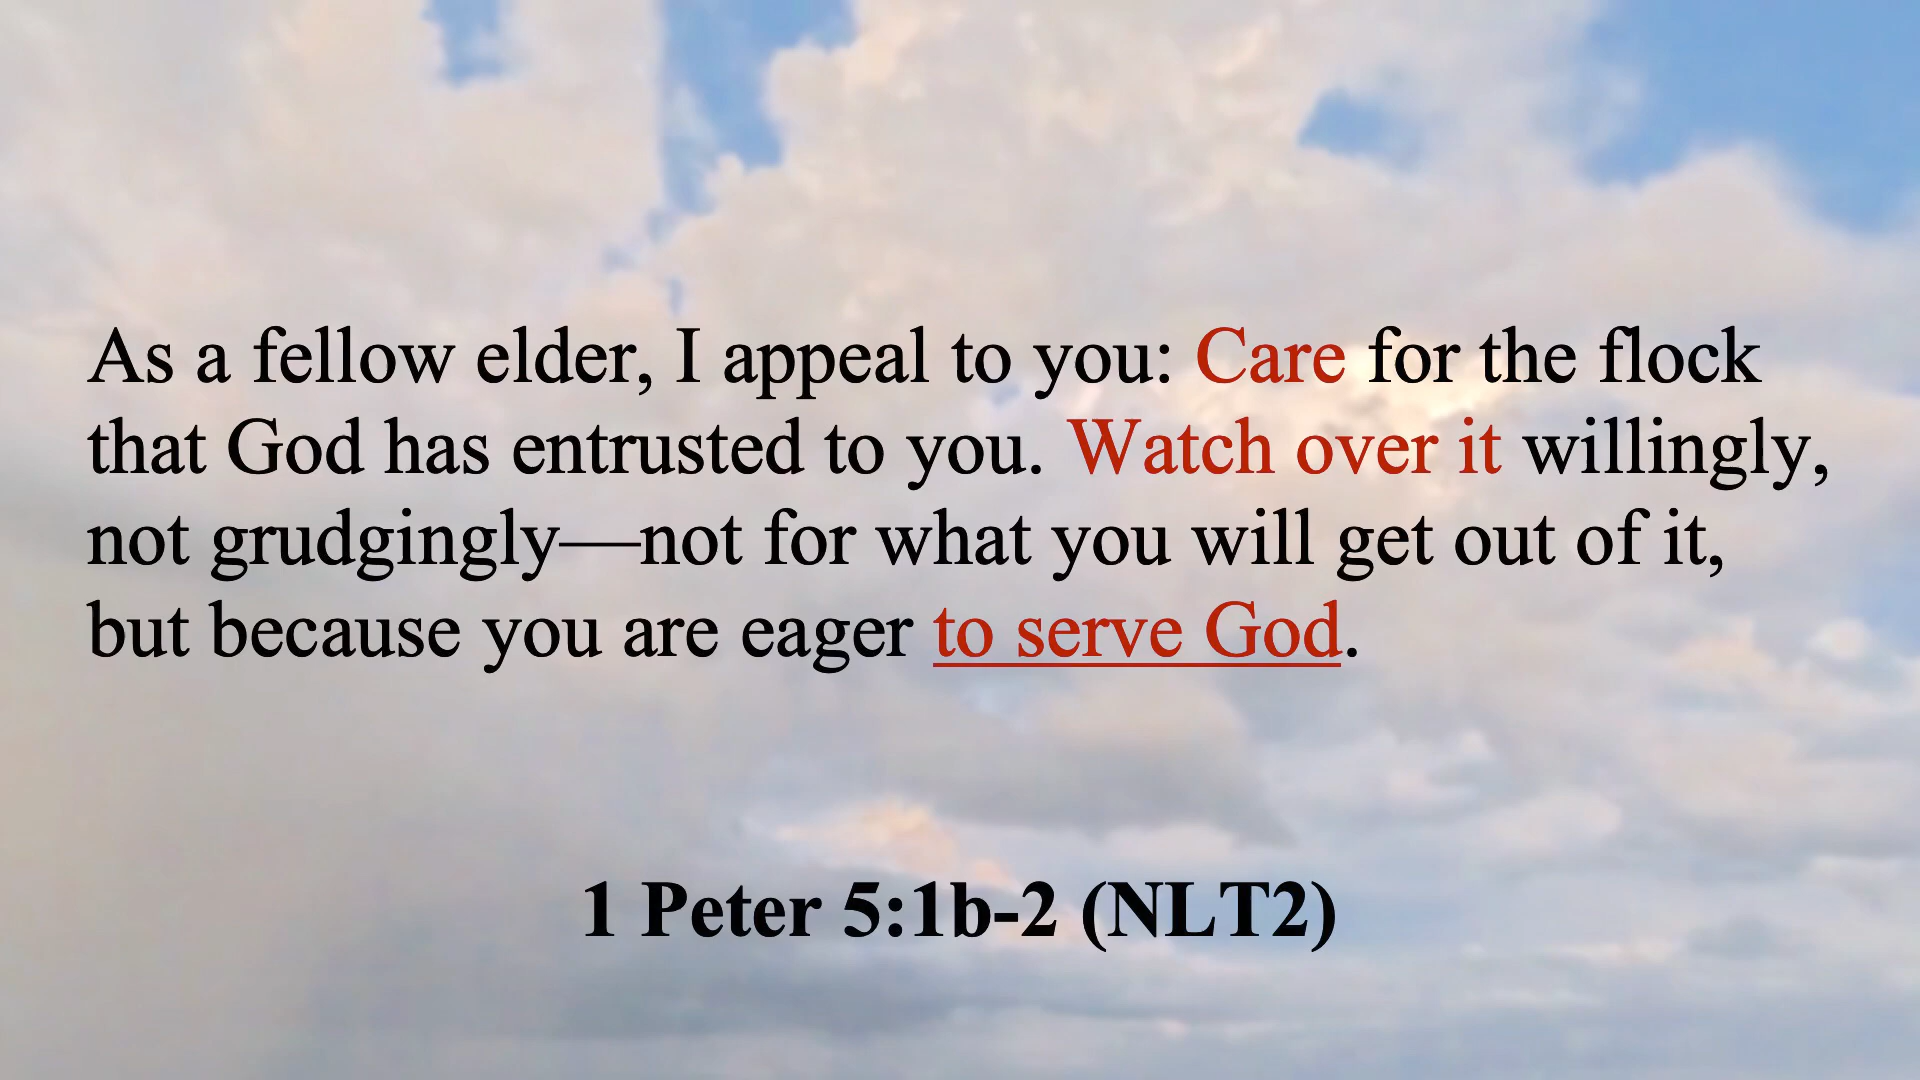 As a fellow elder, I appeal to you: Care for the flock
that God has entrusted to you. Watch over it willingly,
not grudgingly—not for what you will get out of it,
but because you are eager to serve God.
1 Peter 5:1b-2 (NLT2)